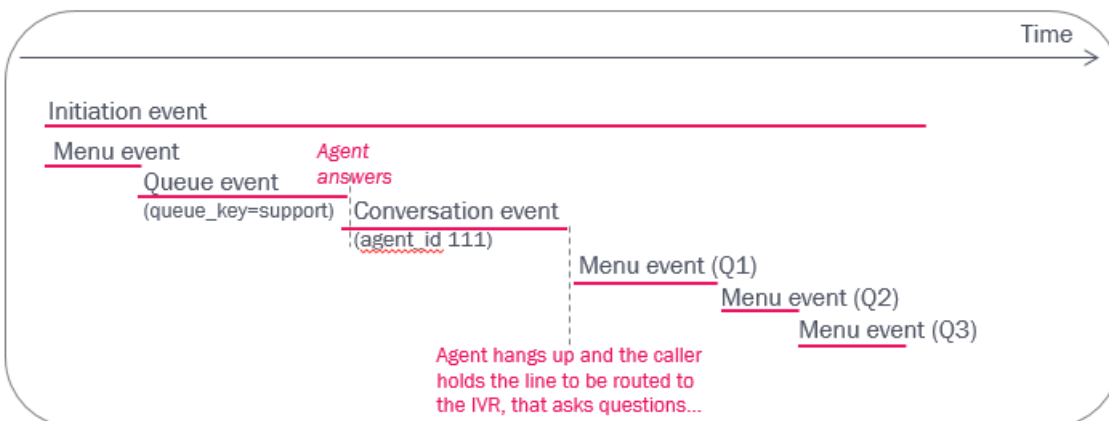 Time
Initiation event
Menu event
Agent
answers
Queue event
(queue_key=support)
Conversation event
(agent_id 111)
Menu event (Q1)
Menu event (Q2)
Menu event (Q3)
Agent hangs up and the caller
holds the line to be routed to
the IVR, that asks questions...